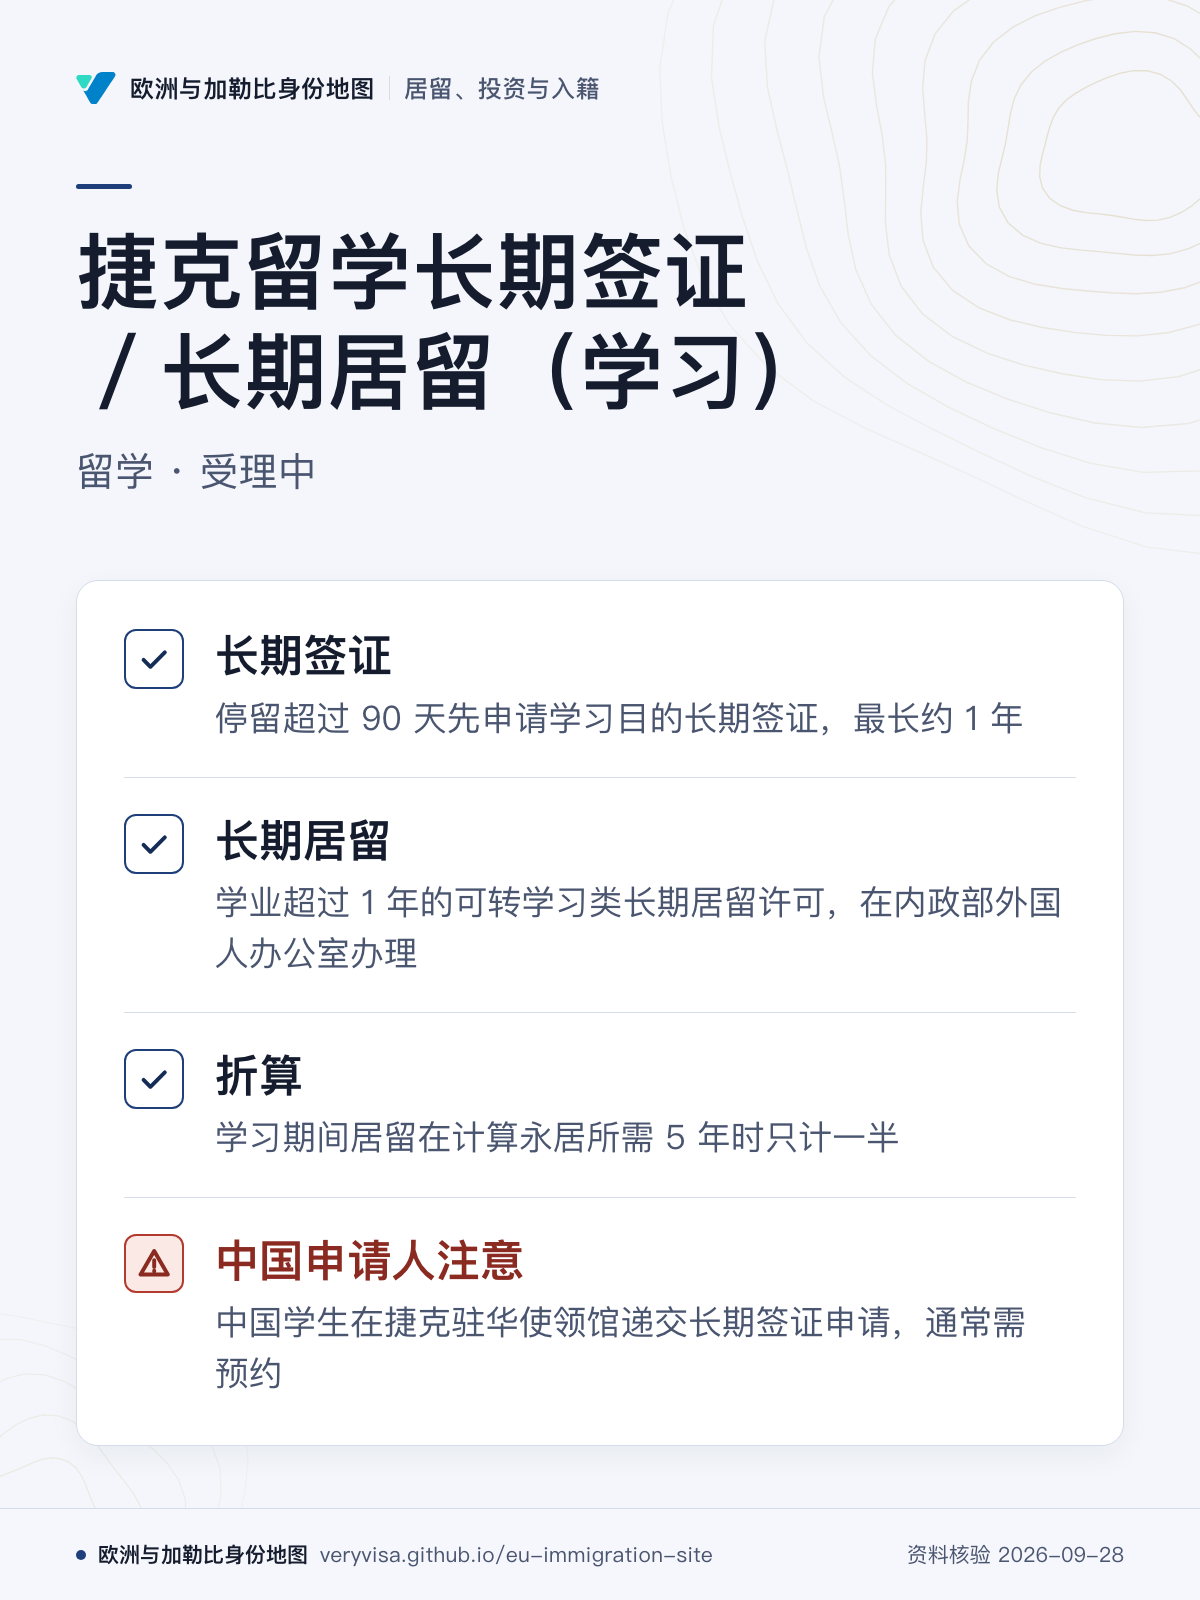 欧洲与加勒比身份地图 | 居留、投资与入籍
捷克留学长期签证
/ 长期居留（学习）
留学 · 受理中
长期签证
停留超过 90 天先申请学习目的长期签证，最长约 1 年
长期居留
学业超过 1 年的可转学习类长期居留许可，在内政部外国
人办公室办理
折算
学习期间居留在计算永居所需 5 年时只计一半
中国申请人注意
中国学生在捷克驻华使领馆递交长期签证申请，通常需
预约
欧洲与加勒比身份地图 veryvisa.github.io/eu-immigration-site
资料核验 2026-09-28